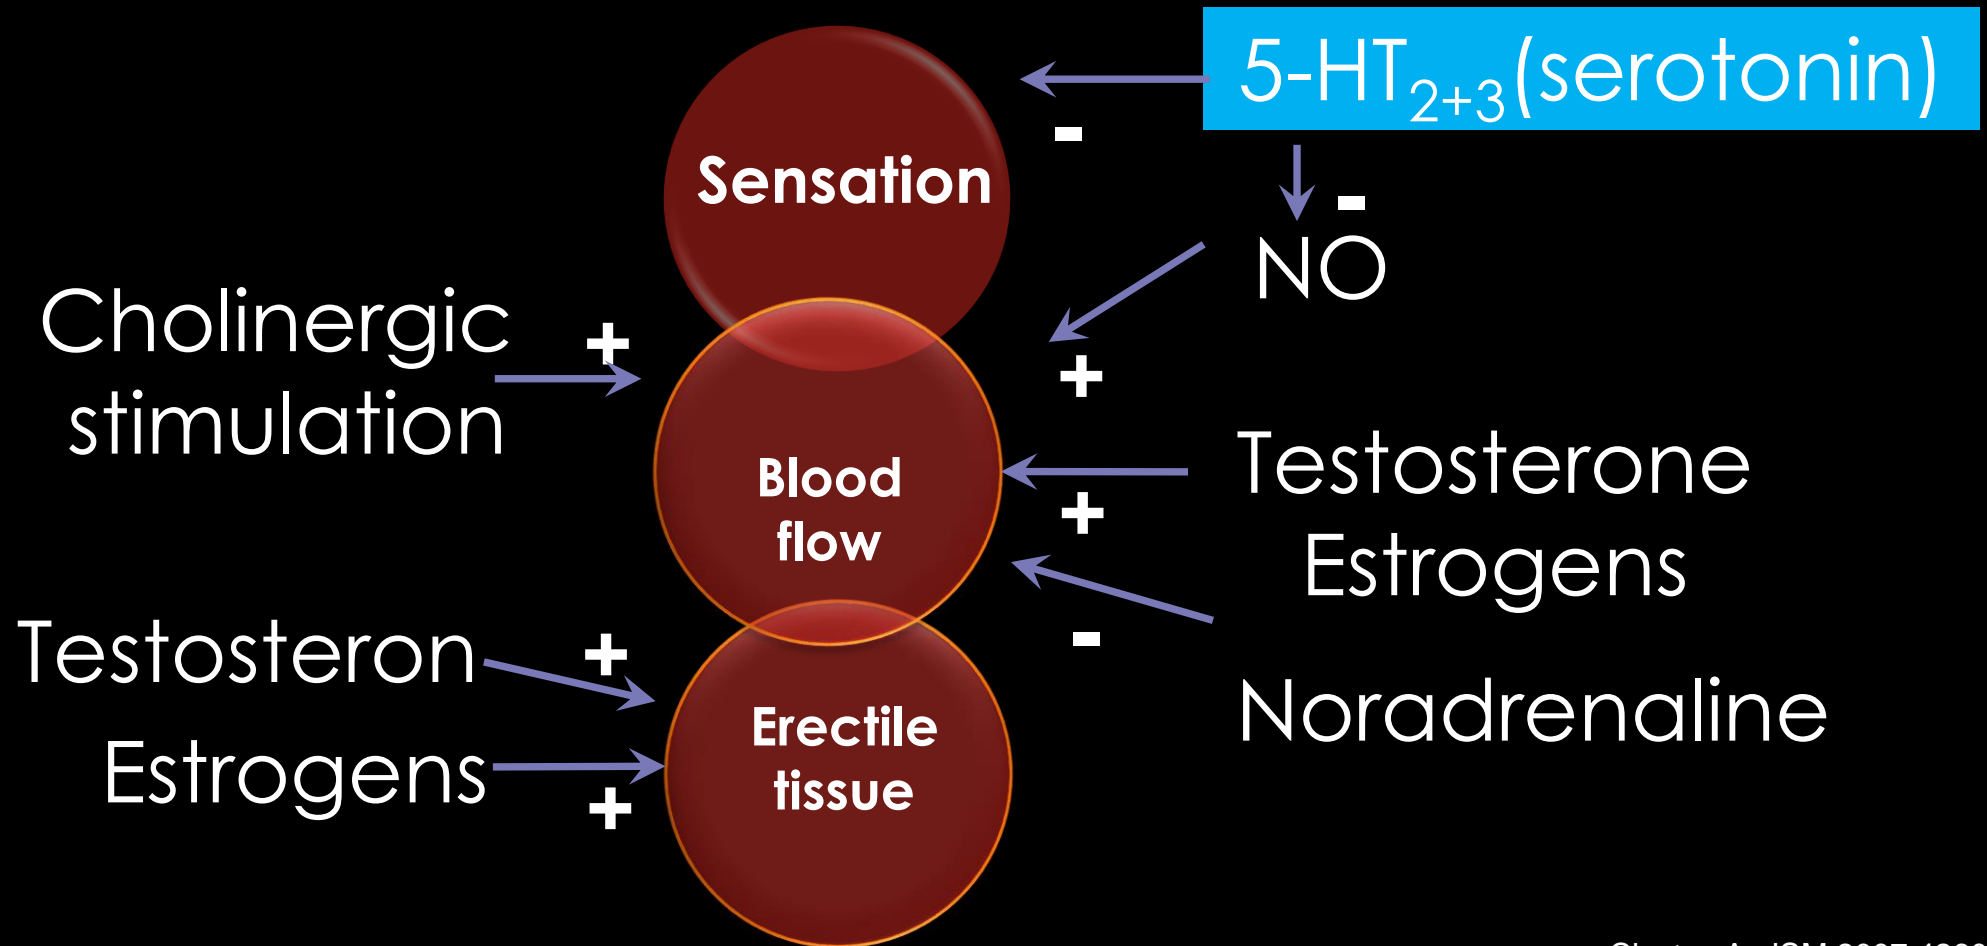 5-HT2+3(serotonin)
-
Sensation
-
NO
Cholinergic
stimulation
+
+
Blood
flow
Testosterone
Estrogens
+
Testosteron
Estrogens
+
+
-
Noradrenaline
Erectile
tissue